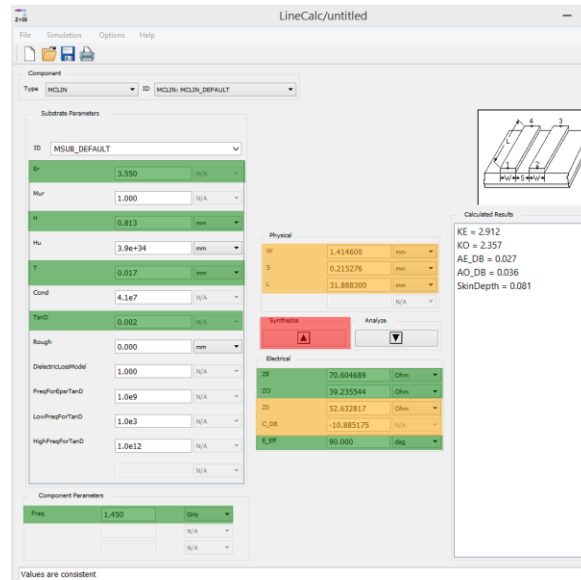 LineCalc/untitled
File Simulation Options Help
Component
Type MCLIN ID MCLIN: MCLIN_DEFAULT
Substrate Parameters
ID MSUB_DEFAULT
Er 3.550 N/A
Mur 1.000 N/A
H 0.813 mm
Hu 3.9e+34 mm
T 0.017 mm
Cond 4.1e7 N/A
TanD 0.002 N/A
Rough 0.000 mm
DielectricLossModel 1.000 N/A
FreqForEpsrTanD 1.0e9 N/A
LowFreqForTanD 1.0e3 N/A
HighFreqForTanD 1.0e12 N/A
N/A
Component Parameters
Freq 1.450 GHz
N/A
N/A
Physical
W 1.414600 mm
S 0.215276 mm
L 31.888300 mm
N/A
Synthesize Analyze
Electrical
ZE 70.604689 Ohm
ZO 39.235544 Ohm
Z0 52.632817 Ohm
C_DB -10.885175 N/A
E_Eff 90.000 deg
4 3
L
1 2
W S W
Calculated Results
KE = 2.912
KO = 2.357
AE_DB = 0.027
AO_DB = 0.036
SkinDepth = 0.081
Values are consistent